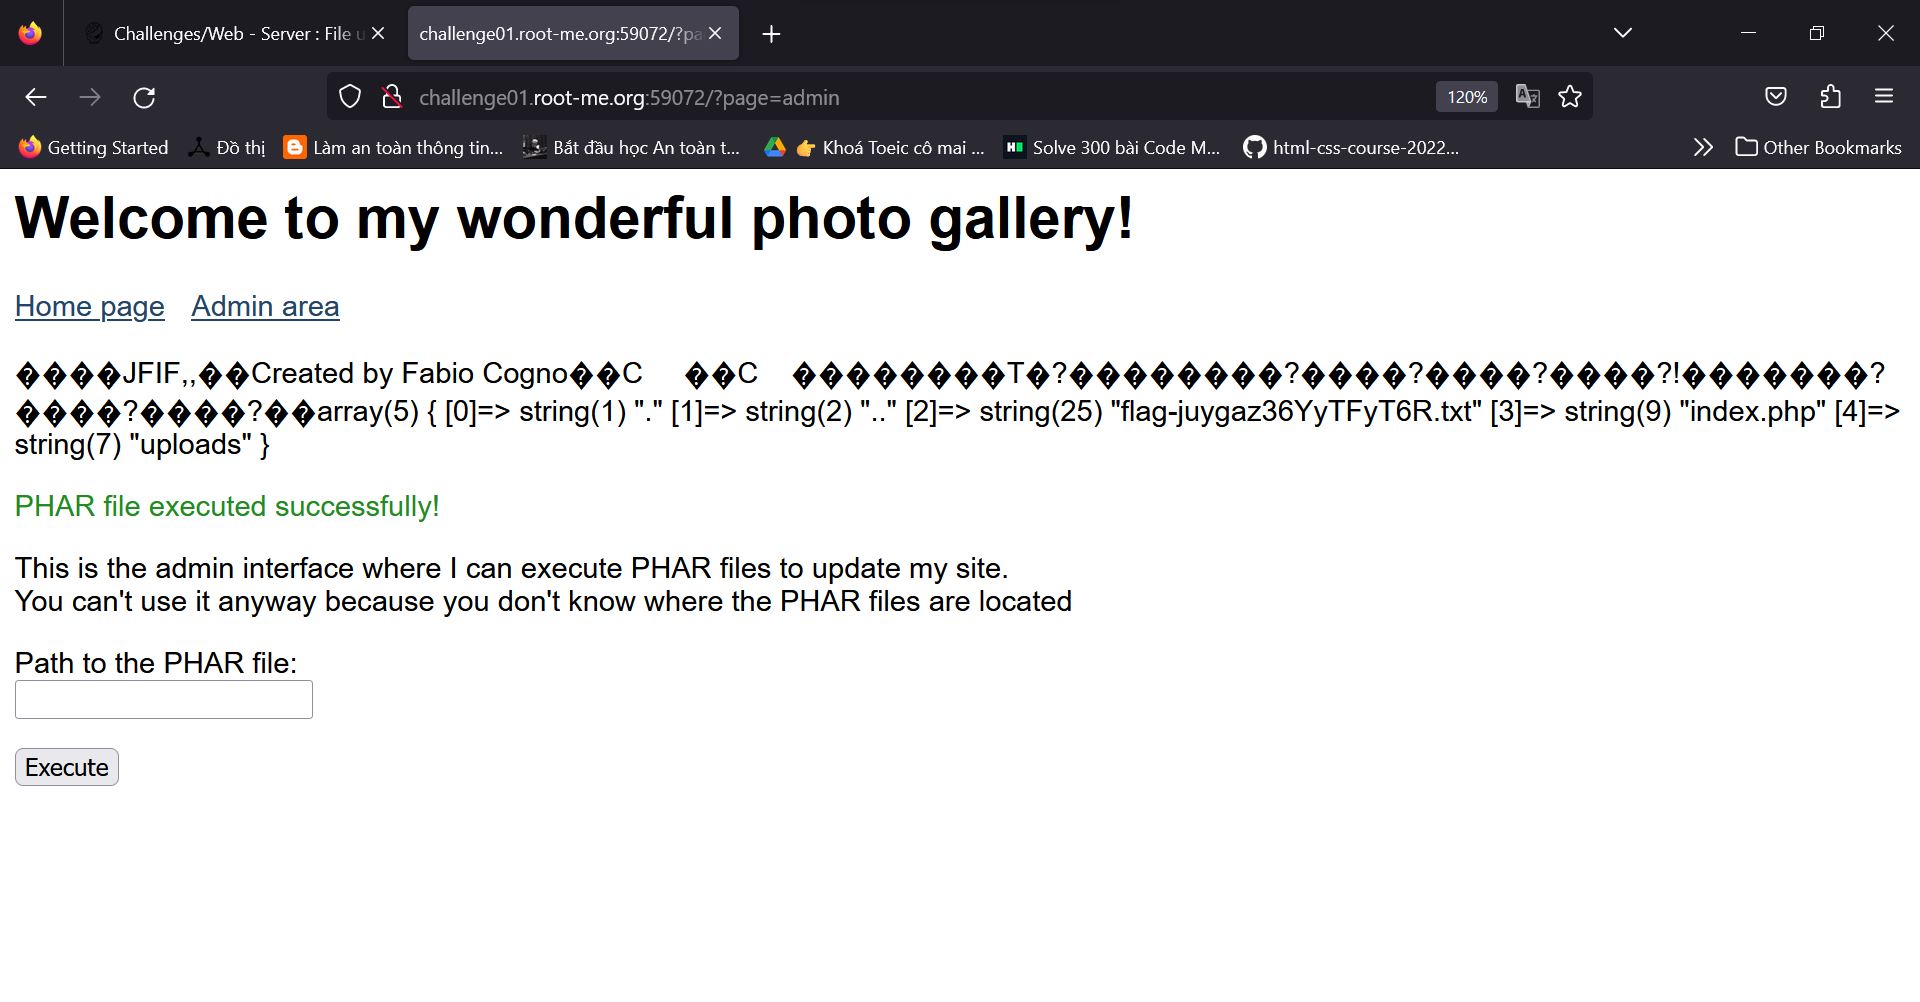 Challenges/Web - Server : File u
challenge01.root-me.org:59072/?pa
challenge01.root-me.org:59072/?page=admin
120%
Getting Started
Đồ thị
Làm an toàn thông tin...
Bắt đầu học An toàn t...
👉 Khoá Toeic cô mai ...
Solve 300 bài Code M...
html-css-course-2022...
Other Bookmarks
Welcome to my wonderful photo gallery!
Home page Admin area
����JFIF,,��Created by Fabio Cogno��C ��C ��������T�?��������?����?����?����?!�������?
����?����?��array(5) { [0]=> string(1) "." [1]=> string(2) ".." [2]=> string(25) "flag-juygaz36YyTFyT6R.txt" [3]=> string(9) "index.php" [4]=>
string(7) "uploads" }
PHAR file executed successfully!
This is the admin interface where I can execute PHAR files to update my site.
You can't use it anyway because you don't know where the PHAR files are located
Path to the PHAR file:
Execute